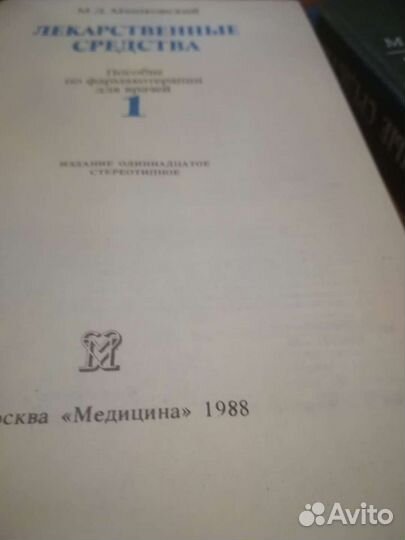 М. Д. Машковский
ЛЕКАРСТВЕННЫЕ
СРЕДСТВА
Пособие
по фармакотерапии
для врачей
1
ИЗДАНИЕ ОДИННАДЦАТОЕ
СТЕРЕОТИПНОЕ
М
осква «Медицина» 1988
Avito